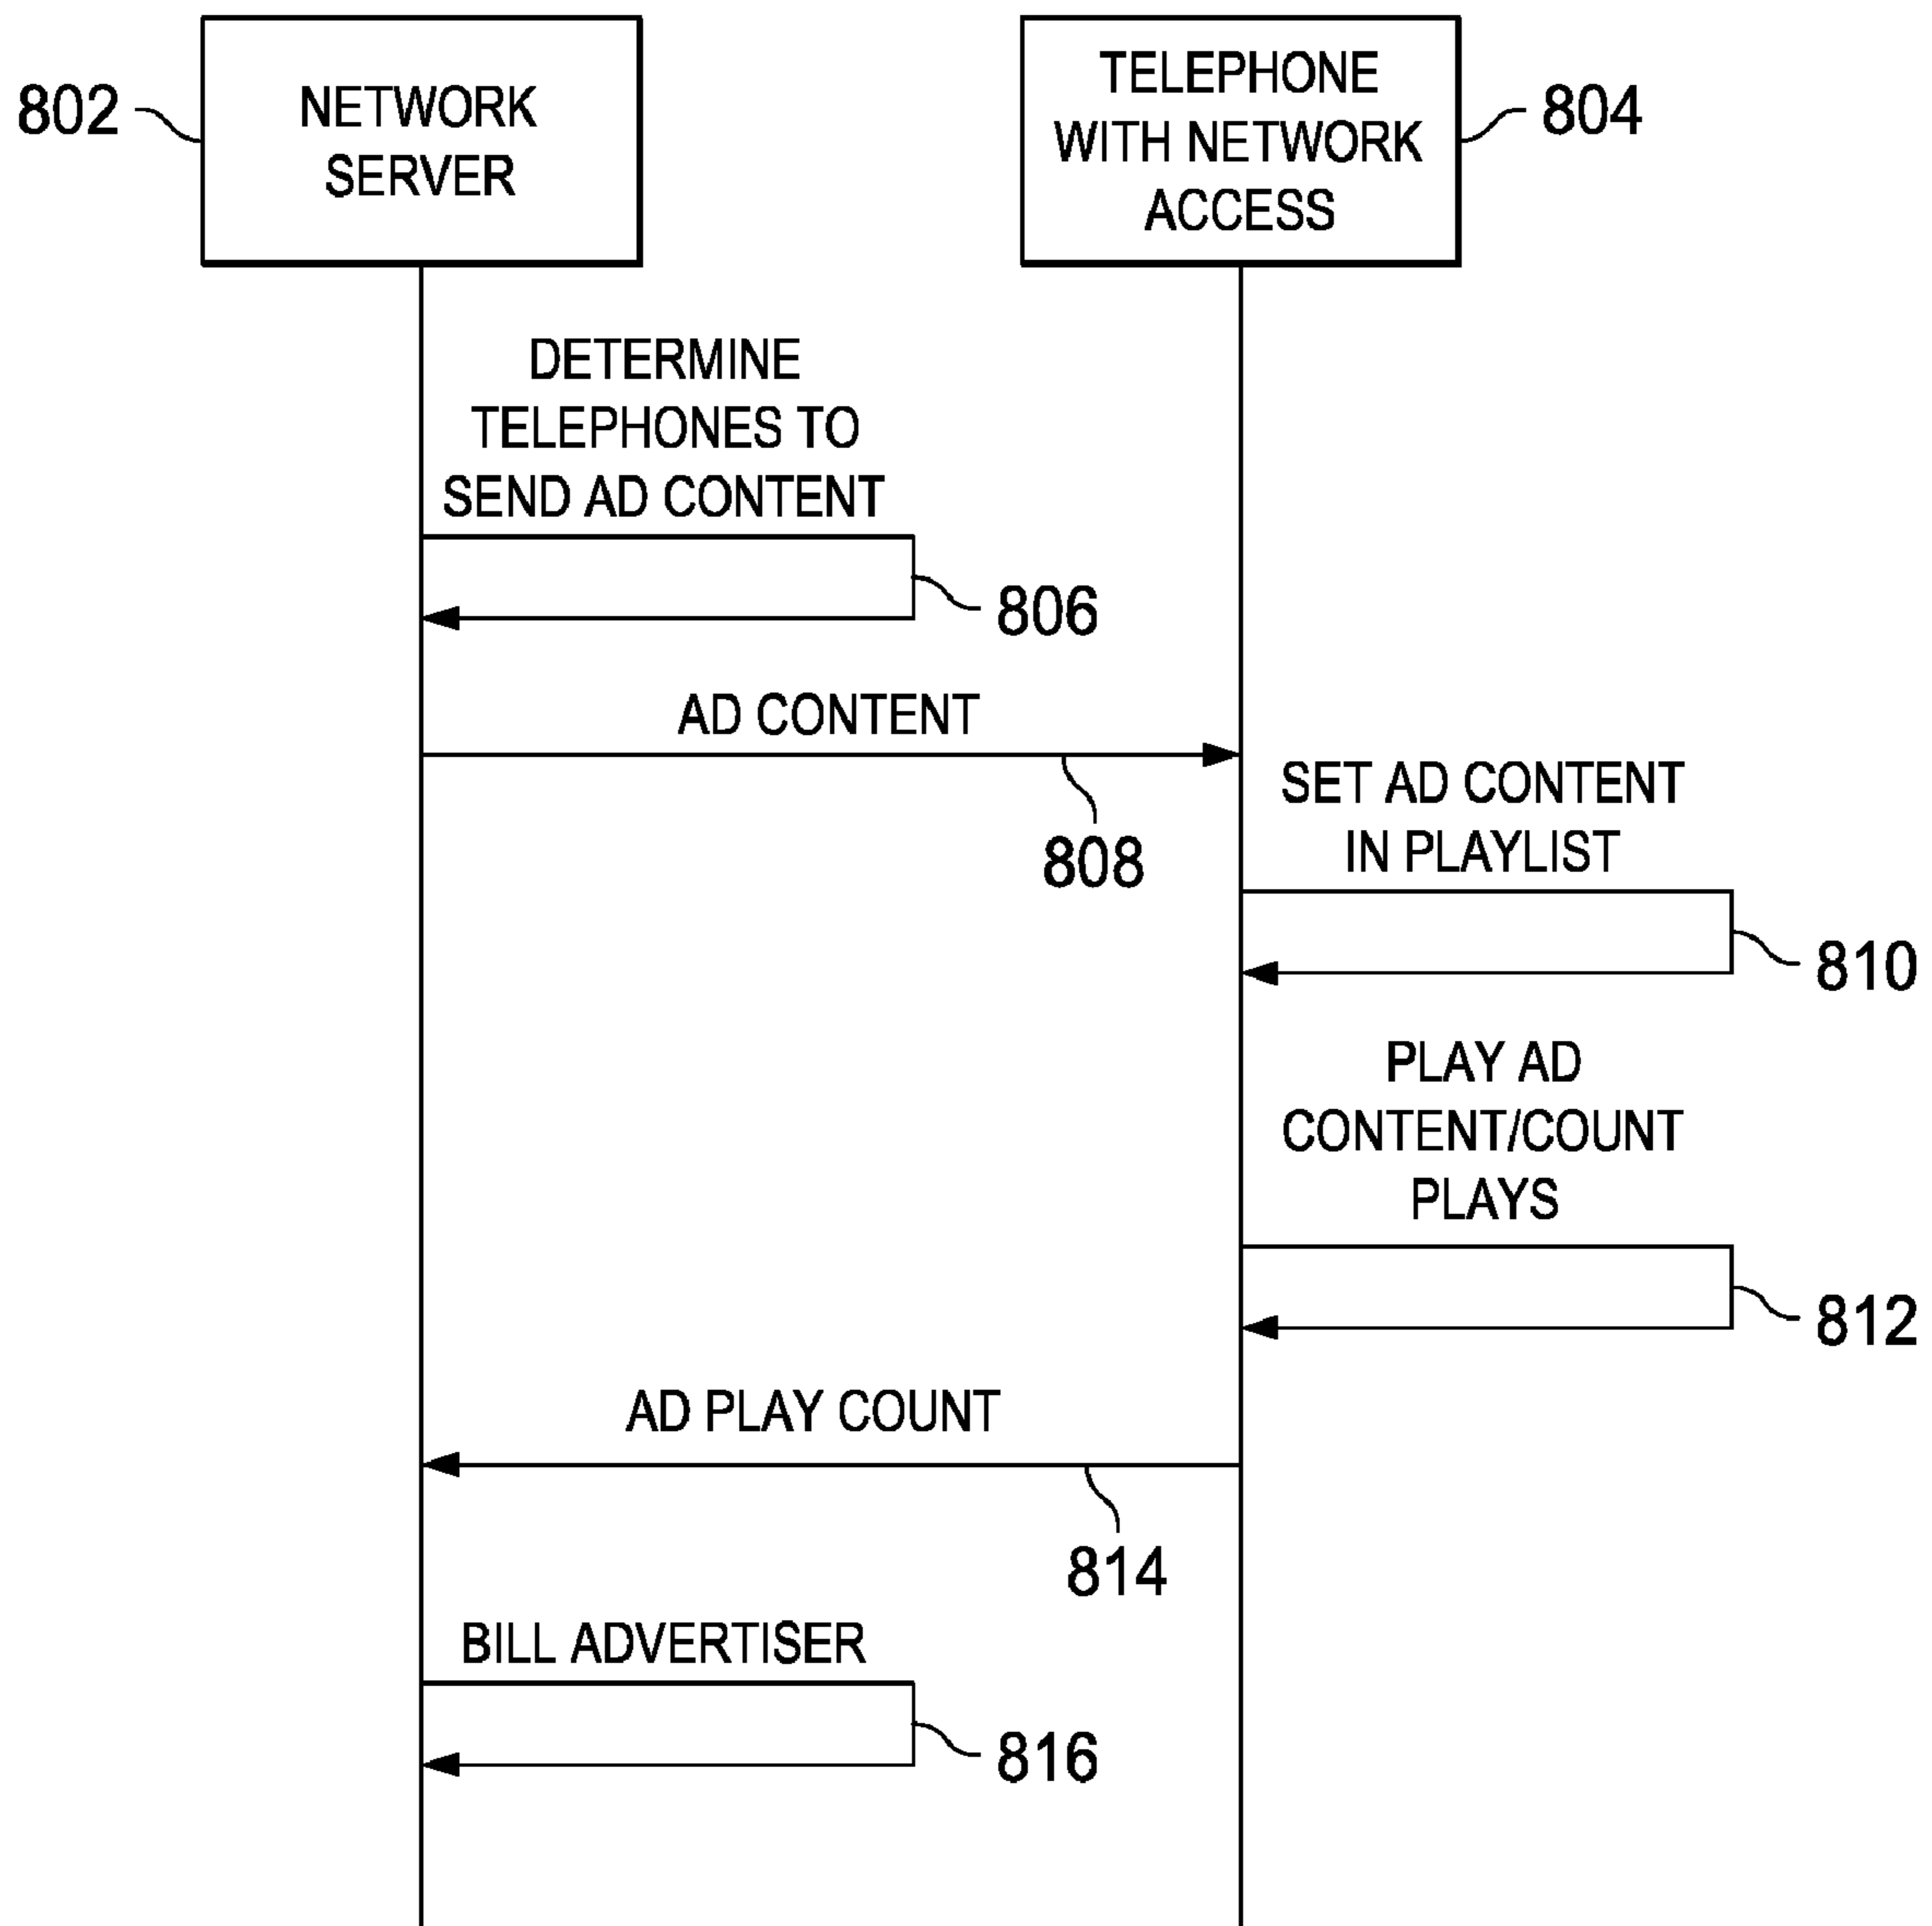 802
NETWORK
SERVER
TELEPHONE
WITH NETWORK
ACCESS
804
DETERMINE
TELEPHONES TO
SEND AD CONTENT
806
AD CONTENT
808
SET AD CONTENT
IN PLAYLIST
810
PLAY AD
CONTENT/COUNT
PLAYS
812
AD PLAY COUNT
814
BILL ADVERTISER
816